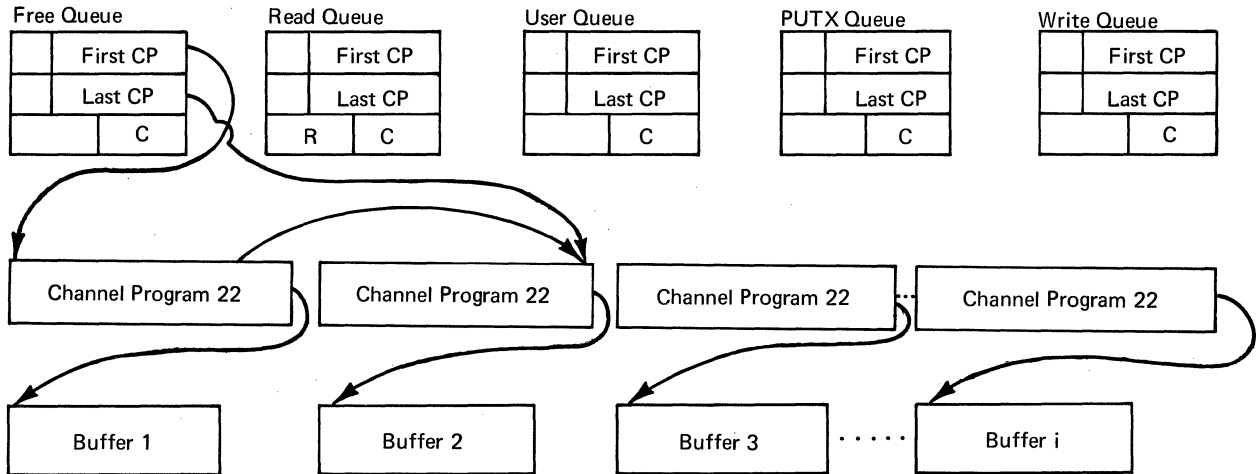 Free Queue Read Queue User Queue PUTX Queue Write Queue
First CP First CP First CP First CP First CP
Last CP Last CP Last CP Last CP Last CP
C R C C C C
Channel Program 22 Channel Program 22 Channel Program 22 ... Channel Program 22
Buffer 1 Buffer 2 Buffer 3 ..... Buffer i